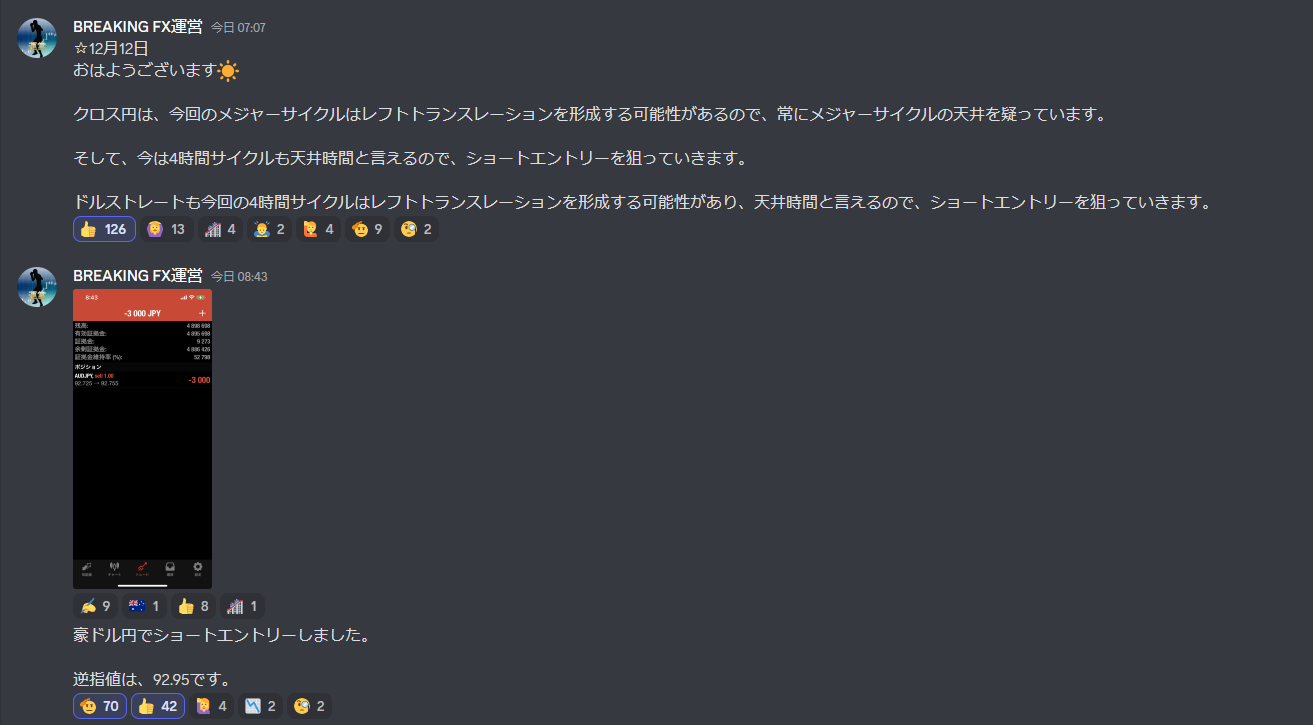 BREAKING FX運営 今日 07:07
☆12月12日
おはようございます☀️
クロス円は、今回のメジャーサイクルはレフトトランスレーションを形成する可能性があるので、常にメジャーサイクルの天井を疑っています。
そして、今は4時間サイクルも天井時間と言えるので、ショートエントリーを狙っていきます。
ドルストレートも今回の4時間サイクルはレフトトランスレーションを形成する可能性があり、天井時間と言えるので、ショートエントリーを狙っていきます。
126 13 4 2 4 9 2
BREAKING FX運営 今日 08:43
8:43
-3 000 JPY +
残高: 4 898 698
有効証拠金: 4 895 698
証拠金: 9 273
余剰証拠金: 4 886 426
証拠金維持率 (%): 52 798
ポジション
AUDJPY, sell 1.00
92.725 → 92.755 -3 000
9 1 8 1
豪ドル円でショートエントリーしました。
逆指値は、92.95です。
70 42 4 2 2